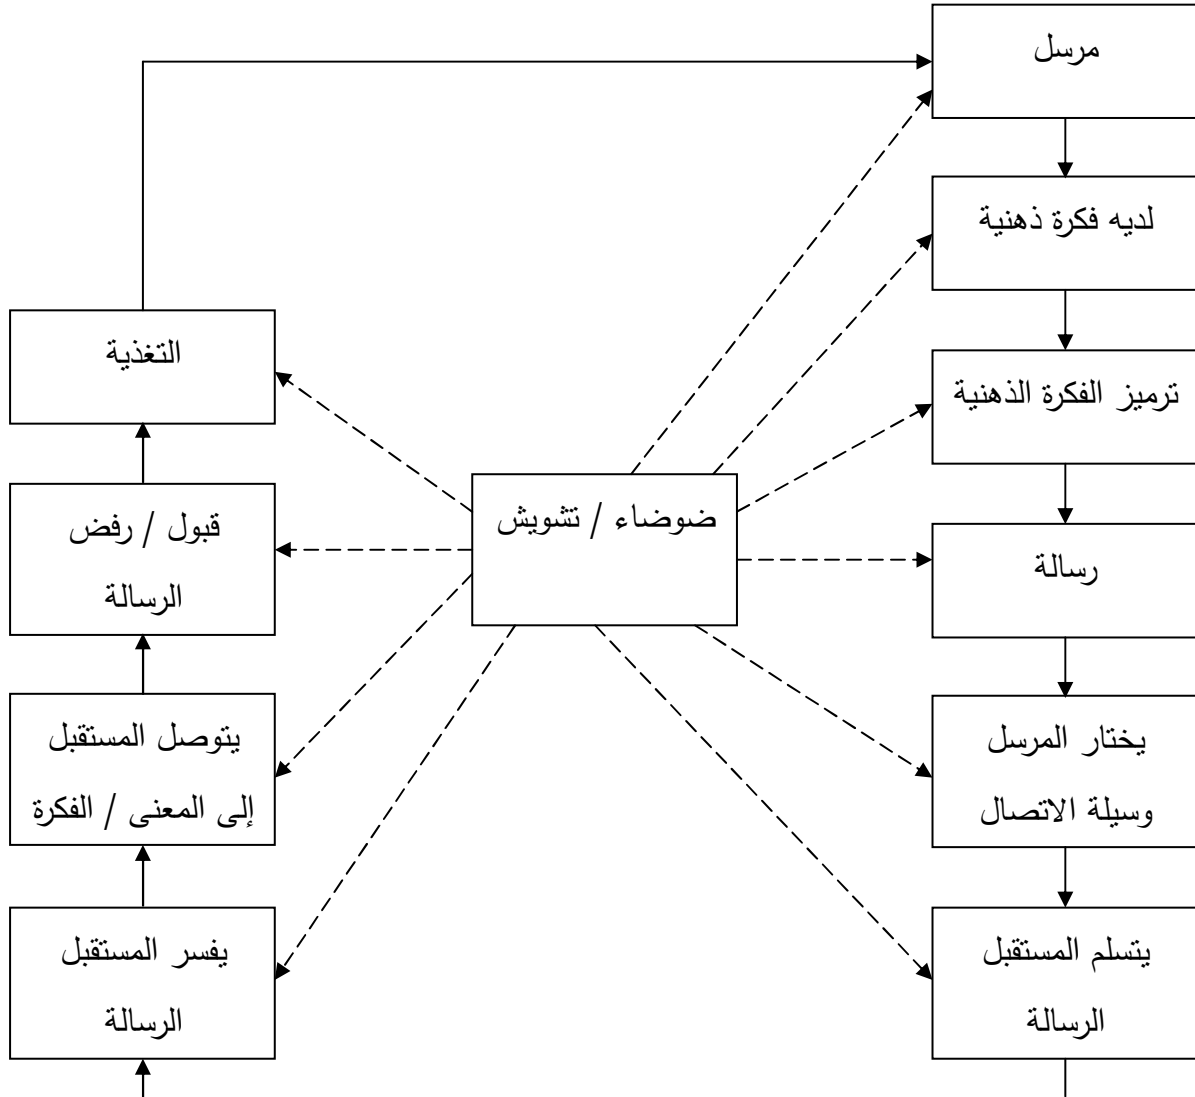 مرسل
لديه فكرة ذهنية
ترميز الفكرة الذهنية
رسالة
يختار المرسل
وسيلة الاتصال
يتسلم المستقبل
الرسالة
ضوضاء / تشويش
التغذية
قبول / رفض
الرسالة
يتوصل المستقبل
إلى المعنى / الفكرة
يفسر المستقبل
الرسالة